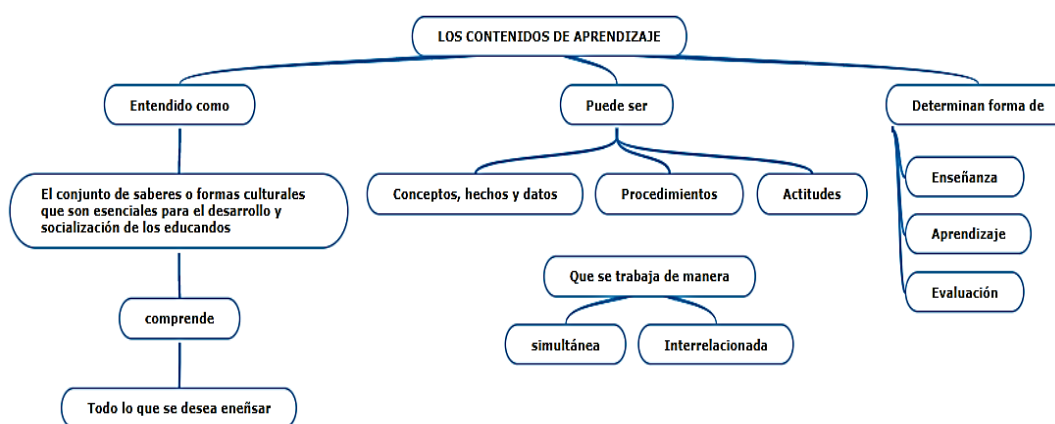 LOS CONTENIDOS DE APRENDIZAJE
Entendido como
Puede ser
Determinan forma de
El conjunto de saberes o formas culturales
que son esenciales para el desarrollo y
socialización de los educandos
Conceptos, hechos y datos
Procedimientos
Actitudes
Enseñanza
Aprendizaje
Evaluación
Que se trabaja de manera
comprende
simultánea
Interrelacionada
Todo lo que se desea eneñsar